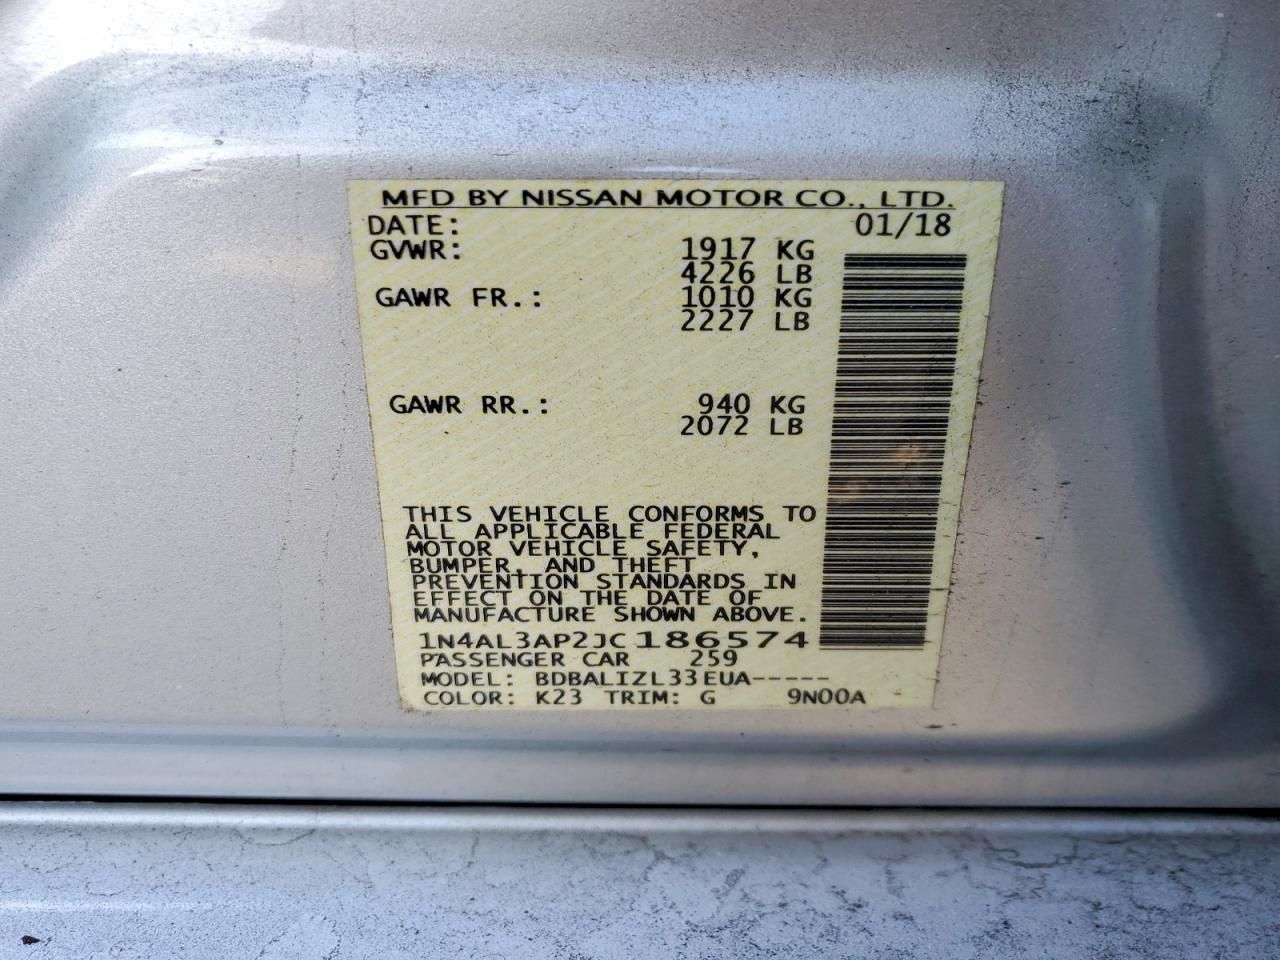 MFD BY NISSAN MOTOR CO., LTD.
DATE: 01/18
GVWR: 1917 KG
4226 LB
GAWR FR.: 1010 KG
2227 LB
GAWR RR.: 940 KG
2072 LB
THIS VEHICLE CONFORMS TO
ALL APPLICABLE FEDERAL
MOTOR VEHICLE SAFETY,
BUMPER, AND THEFT
PREVENTION STANDARDS IN
EFFECT ON THE DATE OF
MANUFACTURE SHOWN ABOVE.
1N4AL3AP2JC186574
PASSENGER CAR 259
MODEL: BDBALIZL33EUA-----
COLOR: K23 TRIM: G 9N00A